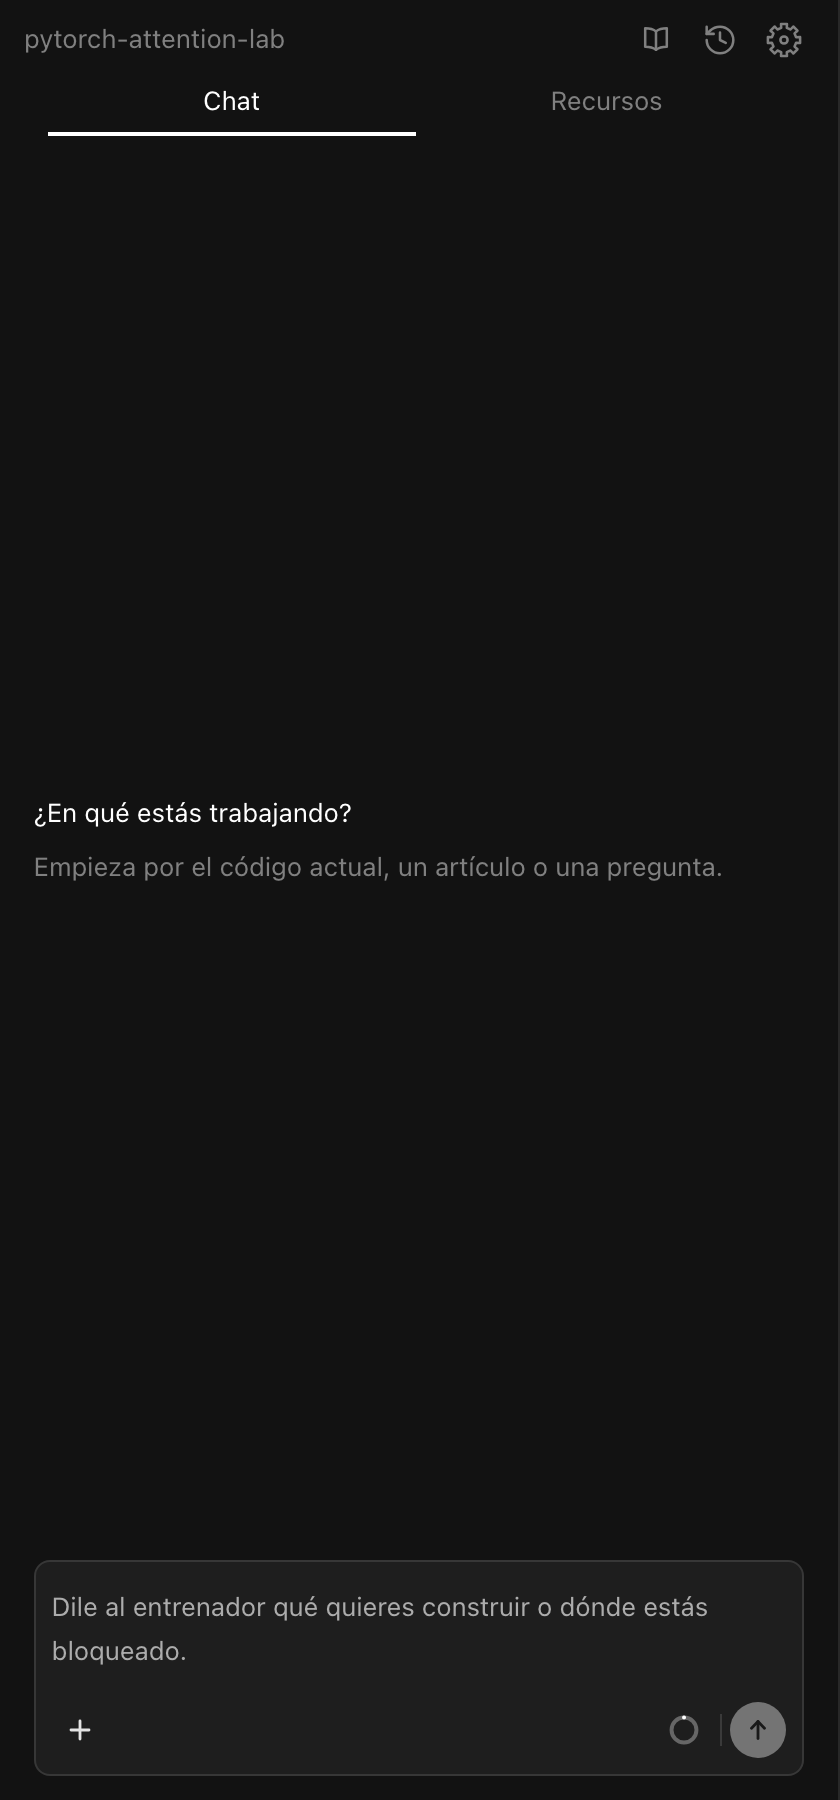 pytorch-attention-lab
Chat
Recursos
¿En qué estás trabajando?
Empieza por el código actual, un artículo o una pregunta.
Dile al entrenador qué quieres construir o dónde estás
bloqueado.